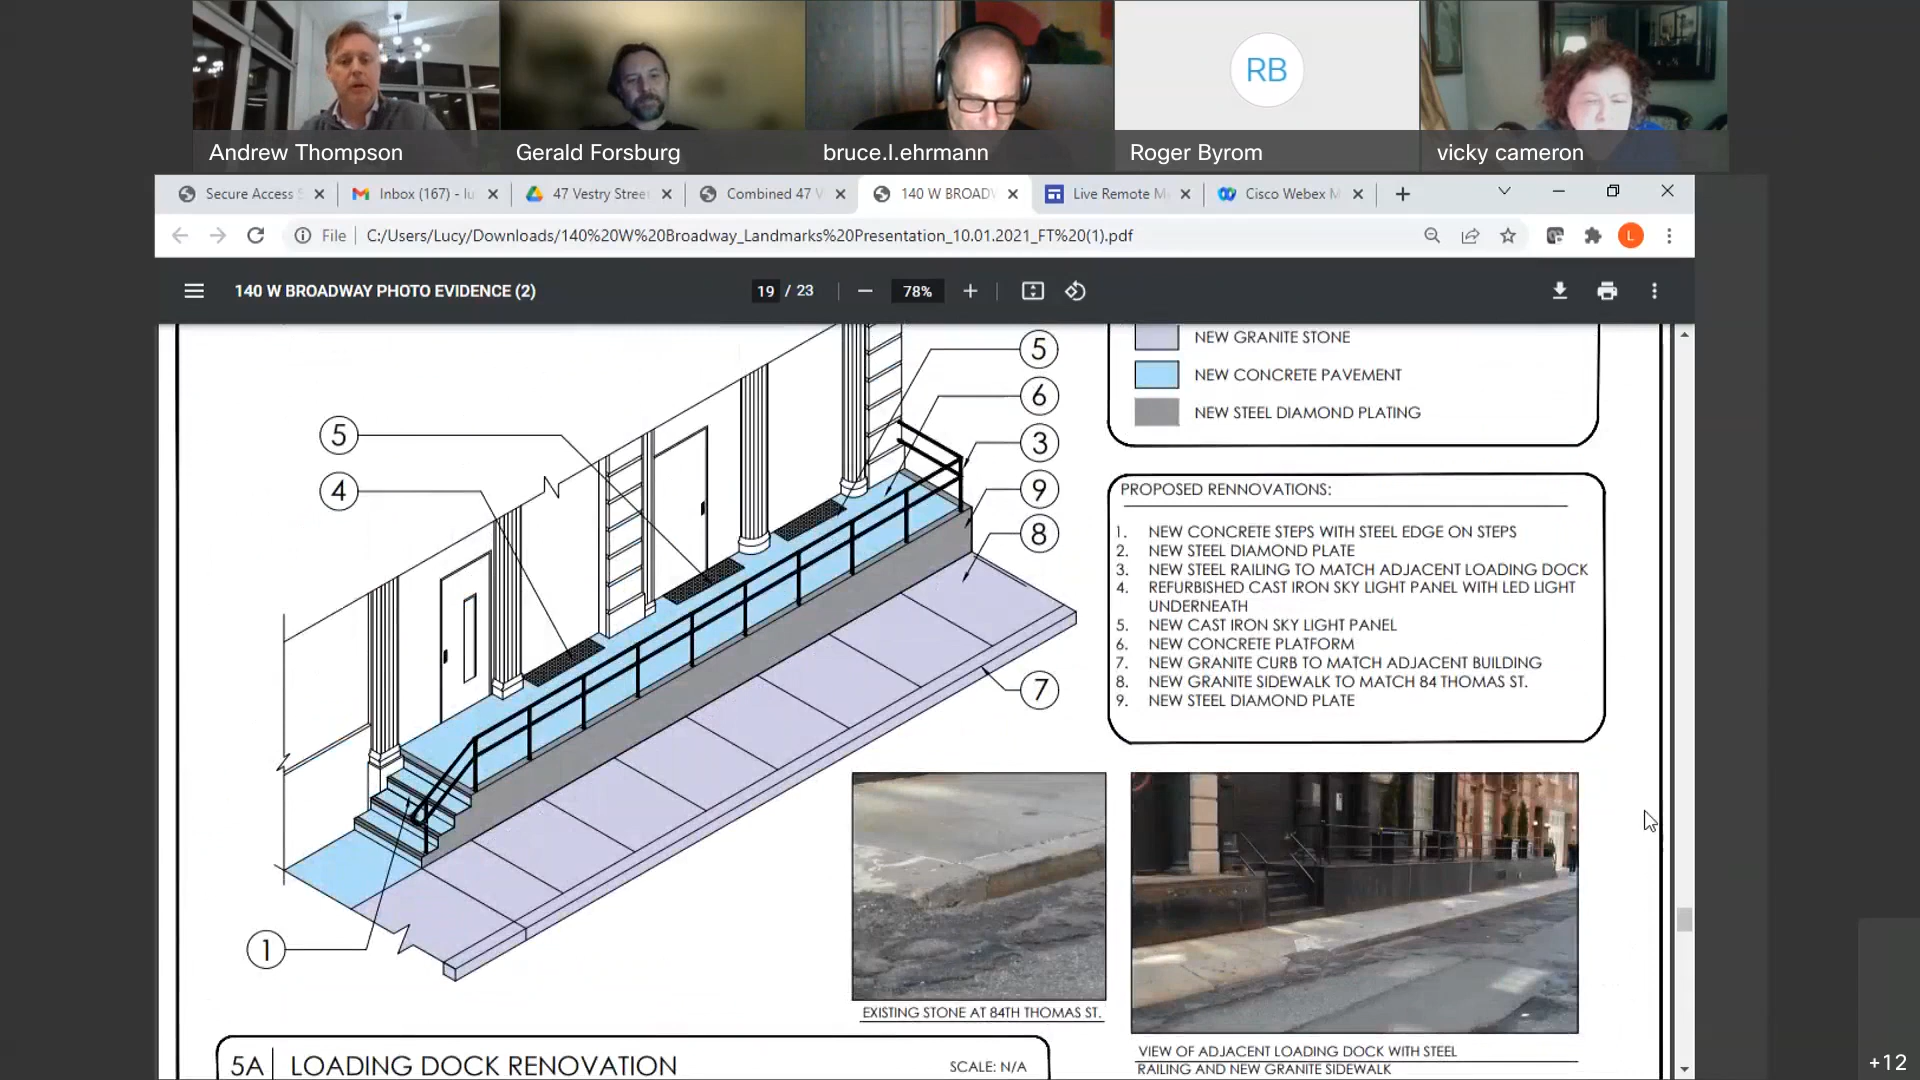 Andrew Thompson
Gerald Forsburg
bruce.l.ehrmann
RB
Roger Byrom
vicky cameron
Secure Access S
Inbox (167) - lu
47 Vestry Stree
Combined 47 V
140 W BROADW
Live Remote M
Cisco Webex M
File
C:/Users/Lucy/Downloads/140%20W%20Broadway_Landmarks%20Presentation_10.01.2021_FT%20(1).pdf
L
140 W BROADWAY PHOTO EVIDENCE (2)
19 / 23
78%
NEW GRANITE STONE
NEW CONCRETE PAVEMENT
NEW STEEL DIAMOND PLATING
5
6
3
9
8
5
4
7
1
PROPOSED RENNOVATIONS:
1. NEW CONCRETE STEPS WITH STEEL EDGE ON STEPS
2. NEW STEEL DIAMOND PLATE
3. NEW STEEL RAILING TO MATCH ADJACENT LOADING DOCK
4. REFURBISHED CAST IRON SKY LIGHT PANEL WITH LED LIGHT
UNDERNEATH
5. NEW CAST IRON SKY LIGHT PANEL
6. NEW CONCRETE PLATFORM
7. NEW GRANITE CURB TO MATCH ADJACENT BUILDING
8. NEW GRANITE SIDEWALK TO MATCH 84 THOMAS ST.
9. NEW STEEL DIAMOND PLATE
EXISTING STONE AT 84TH THOMAS ST.
VIEW OF ADJACENT LOADING DOCK WITH STEEL
RAILING AND NEW GRANITE SIDEWALK
5A LOADING DOCK RENOVATION
SCALE: N/A
+12